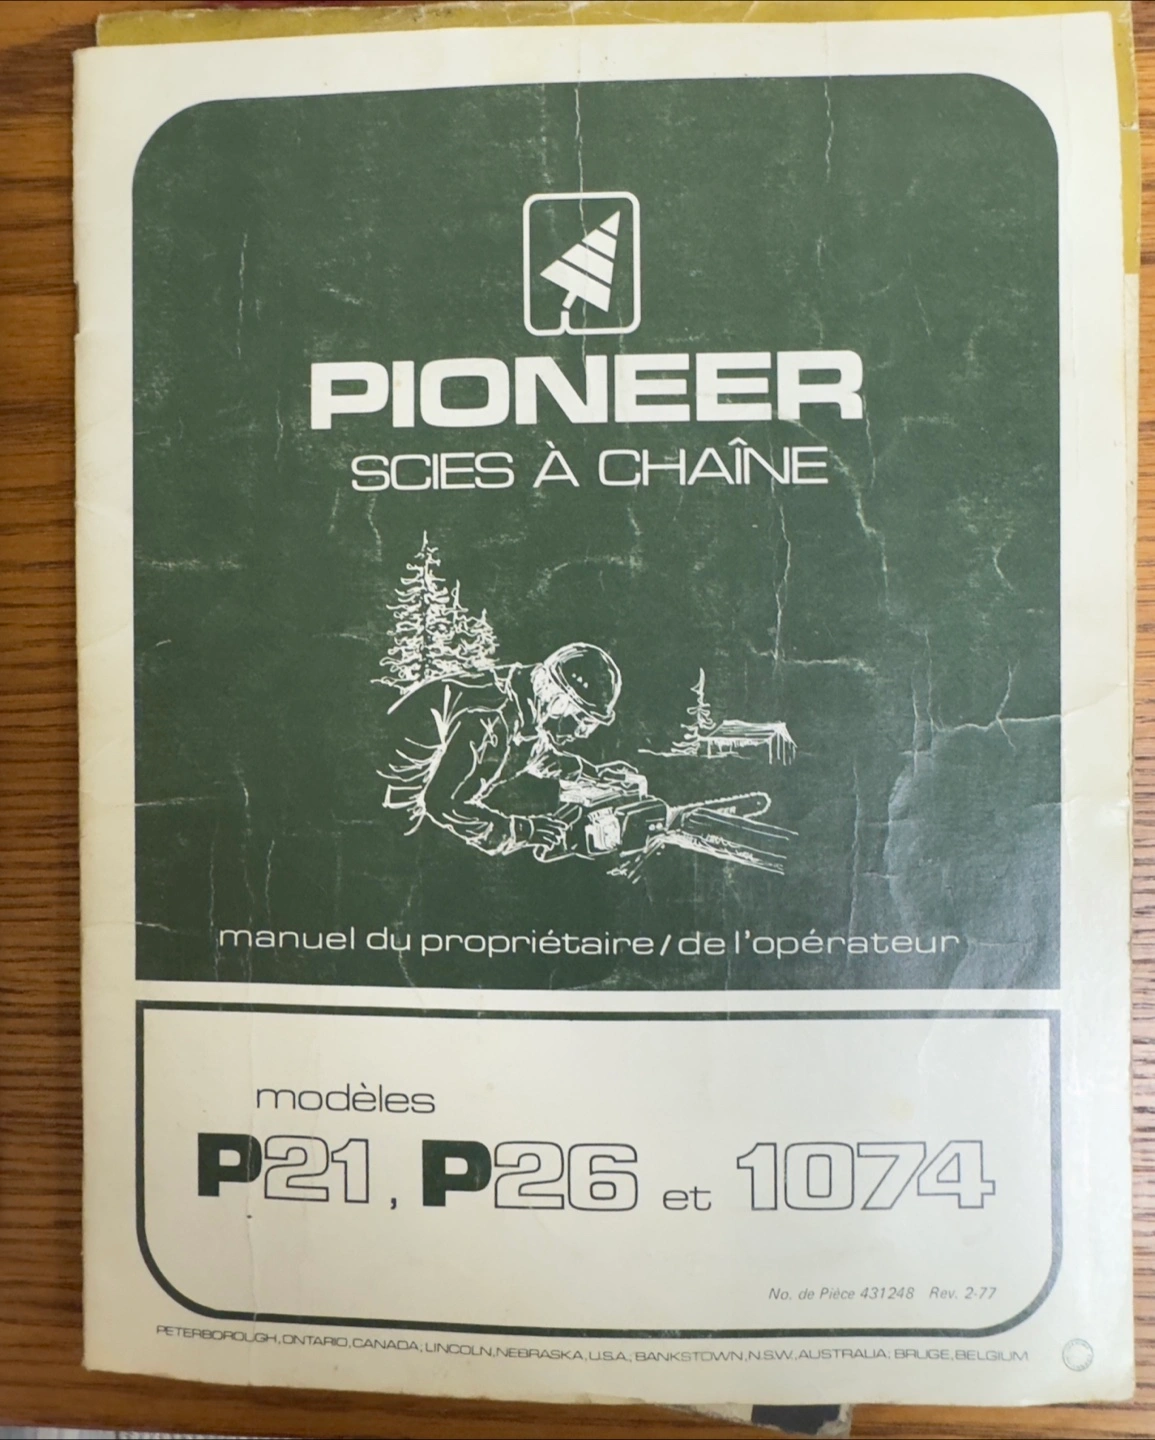 PIONEER
SCIES À CHAÎNE
manuel du propriétaire/de l'opérateur
modèles
P21, P26 et 1074
No. de Pièce 431248 Rev. 2-77
PETERBOROUGH, ONTARIO, CANADA; LINCOLN, NEBRASKA, U.S.A.; BANKSTOWN, N.S.W., AUSTRALIA; BRUGE, BELGIUM